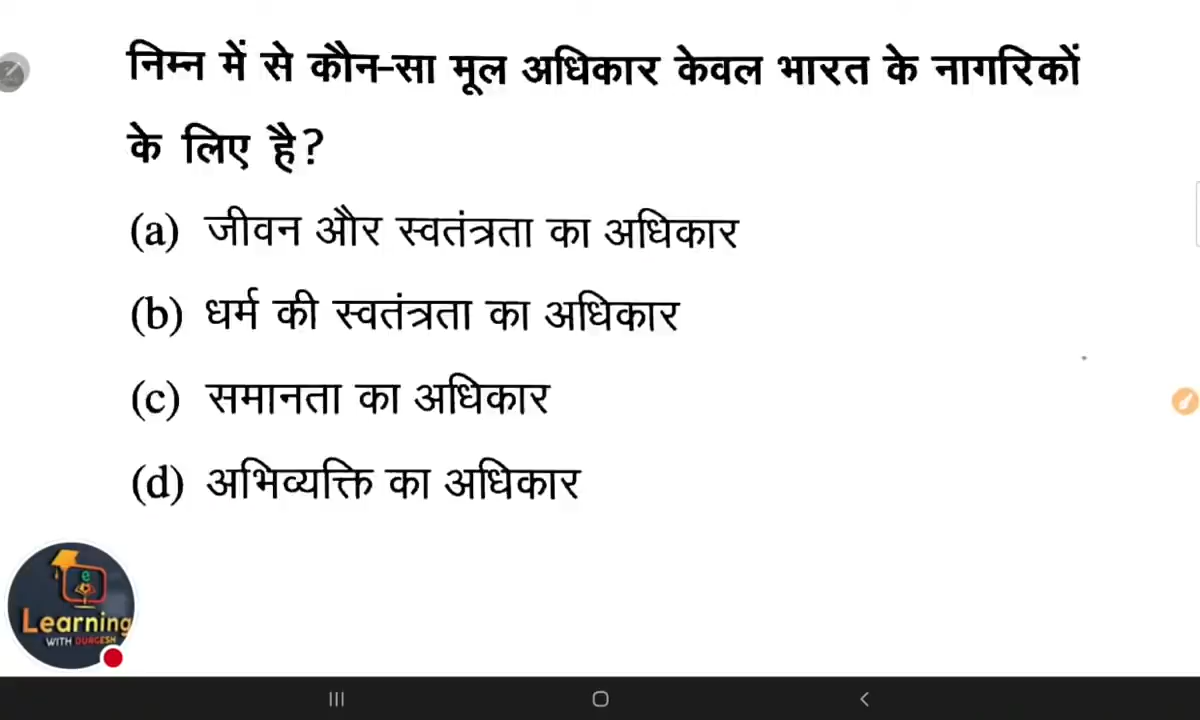 निम्न में से कौन-सा मूल अधिकार केवल भारत के नागरिकों
के लिए है?
(a) जीवन और स्वतंत्रता का अधिकार
(b) धर्म की स्वतंत्रता का अधिकार
(c) समानता का अधिकार
(d) अभिव्यक्ति का अधिकार
e
Learning
WITH DURGESH